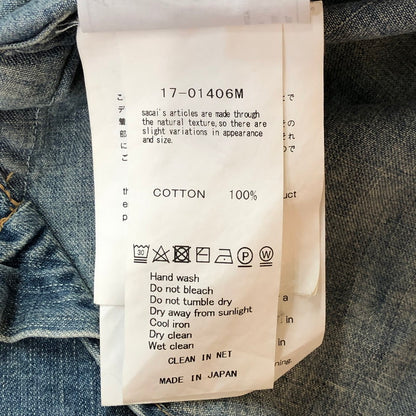 17-01406M
sacai's articles are made through
the natural texture,so there are
slight variations in appearance
and size.
COTTON 100%
30
P
W
Hand wash
Do not bleach
Do not tumble dry
Dry away from sunlight
Cool iron
Dry clean
Wet clean
CLEAN IN NET
MADE IN JAPAN